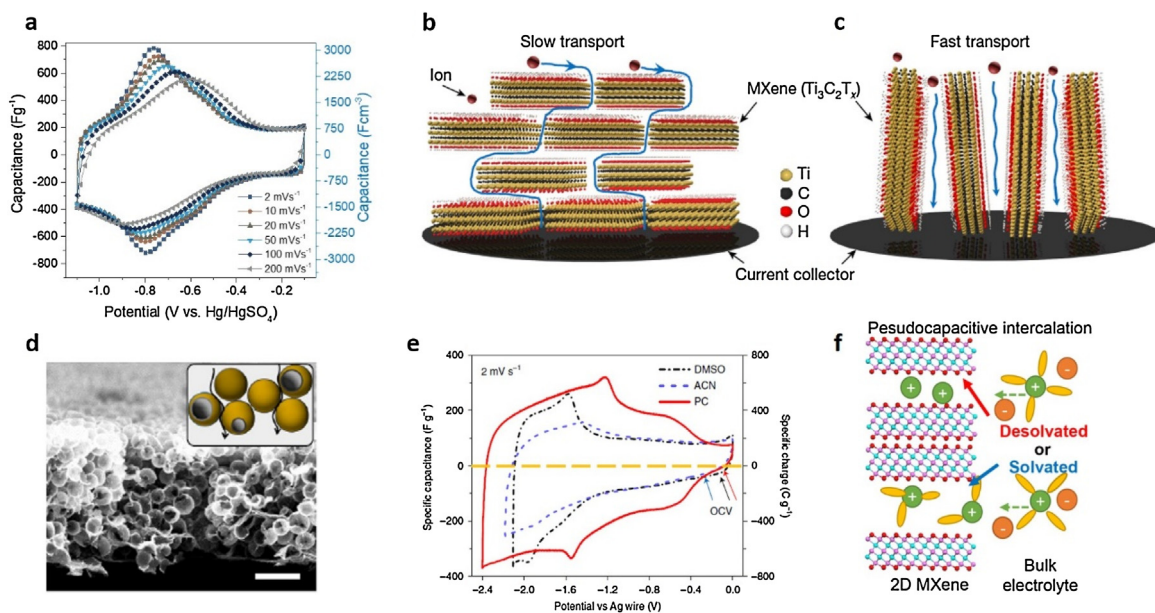 a
Capacitance (Fg⁻¹)
800
600
400
200
0
-200
-400
-600
-800
3000
2250
1500
750
0
-750
-1500
-2250
-3000
Capacitance (Fcm⁻³)
2 mVs⁻¹
10 mVs⁻¹
20 mVs⁻¹
50 mVs⁻¹
100 mVs⁻¹
200 mVs⁻¹
-1.0 -0.8 -0.6 -0.4 -0.2
Potential (V vs. Hg/HgSO₄)
b
Slow transport
Ion
MXene (Ti₃C₂Tₓ)
Ti
C
O
H
Current collector
c
Fast transport
d
e
2 mV s⁻¹
DMSO
ACN
PC
OCV
Specific capacitance (F g⁻¹)
400
200
0
−200
−400
800
600
400
200
0
−200
−400
−600
−800
Specific charge (C g⁻¹)
−2.4 −2.0 −1.6 −1.2 −0.8 −0.4 0.0
Potential vs Ag wire (V)
f
Pesudocapacitive intercalation
+ +
+
-
-
Desolvated
or
Solvated
+
+
+
-
-
2D MXene
Bulk
electrolyte